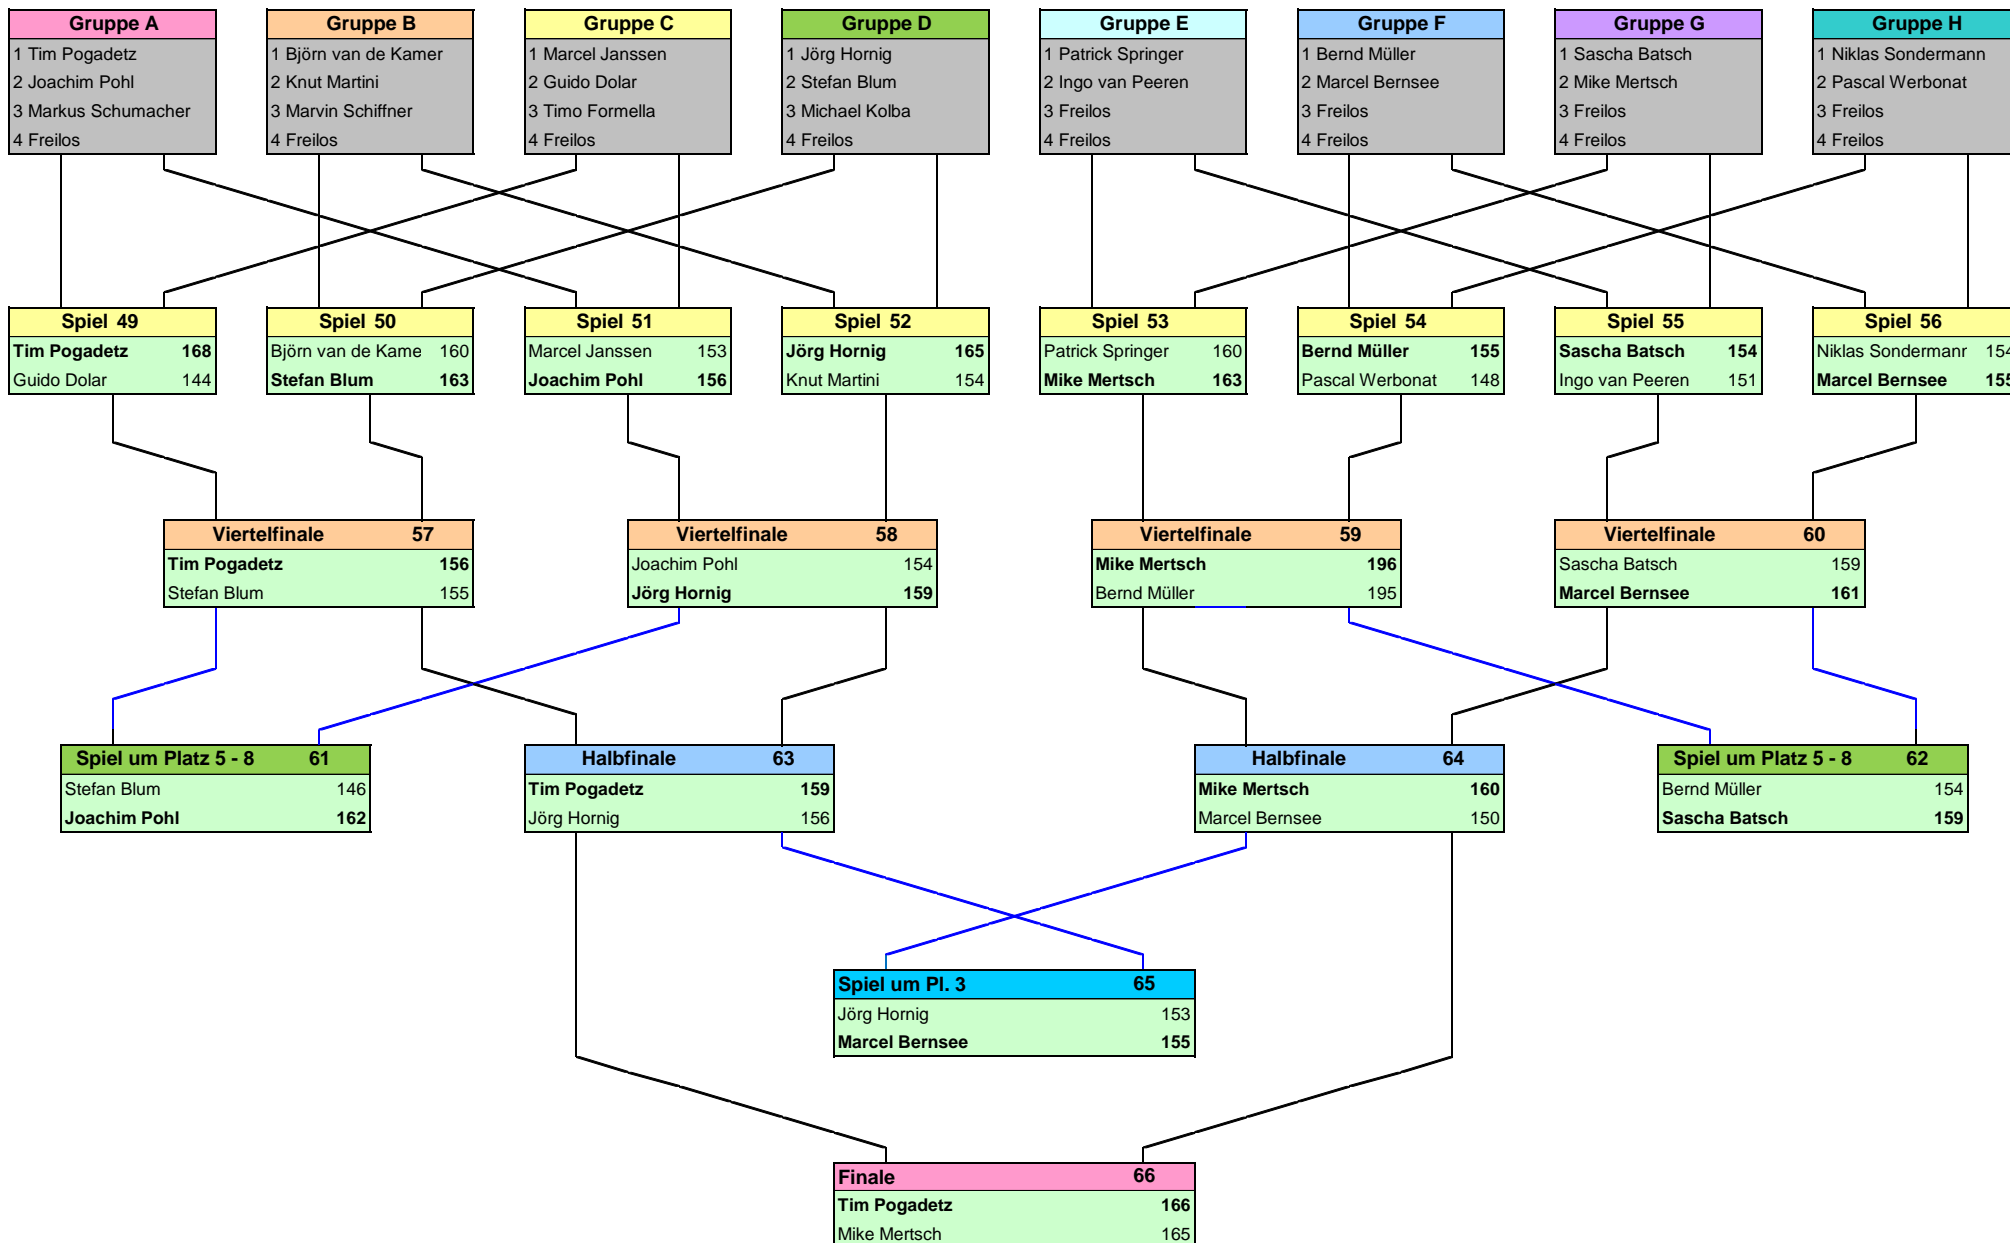 Gruppe A
1 Tim Pogadetz
2 Joachim Pohl
3 Markus Schumacher
4 Freilos
Gruppe B
1 Björn van de Kamer
2 Knut Martini
3 Marvin Schiffner
4 Freilos
Gruppe C
1 Marcel Janssen
2 Guido Dolar
3 Timo Formella
4 Freilos
Gruppe D
1 Jörg Hornig
2 Stefan Blum
3 Michael Kolba
4 Freilos
Gruppe E
1 Patrick Springer
2 Ingo van Peeren
3 Freilos
4 Freilos
Gruppe F
1 Bernd Müller
2 Marcel Bernsee
3 Freilos
4 Freilos
Gruppe G
1 Sascha Batsch
2 Mike Mertsch
3 Freilos
4 Freilos
Gruppe H
1 Niklas Sondermann
2 Pascal Werbonat
3 Freilos
4 Freilos
Spiel 49
Tim Pogadetz 168
Guido Dolar 144
Spiel 50
Björn van de Kame 160
Stefan Blum 163
Spiel 51
Marcel Janssen 153
Joachim Pohl 156
Spiel 52
Jörg Hornig 165
Knut Martini 154
Spiel 53
Patrick Springer 160
Mike Mertsch 163
Spiel 54
Bernd Müller 155
Pascal Werbonat 148
Spiel 55
Sascha Batsch 154
Ingo van Peeren 151
Spiel 56
Niklas Sondermanr 154
Marcel Bernsee 155
Viertelfinale 57
Tim Pogadetz 156
Stefan Blum 155
Viertelfinale 58
Joachim Pohl 154
Jörg Hornig 159
Viertelfinale 59
Mike Mertsch 196
Bernd Müller 195
Viertelfinale 60
Sascha Batsch 159
Marcel Bernsee 161
Spiel um Platz 5 - 8 61
Stefan Blum 146
Joachim Pohl 162
Halbfinale 63
Tim Pogadetz 159
Jörg Hornig 156
Halbfinale 64
Mike Mertsch 160
Marcel Bernsee 150
Spiel um Platz 5 - 8 62
Bernd Müller 154
Sascha Batsch 159
Spiel um Pl. 3 65
Jörg Hornig 153
Marcel Bernsee 155
Finale 66
Tim Pogadetz 166
Mike Mertsch 165